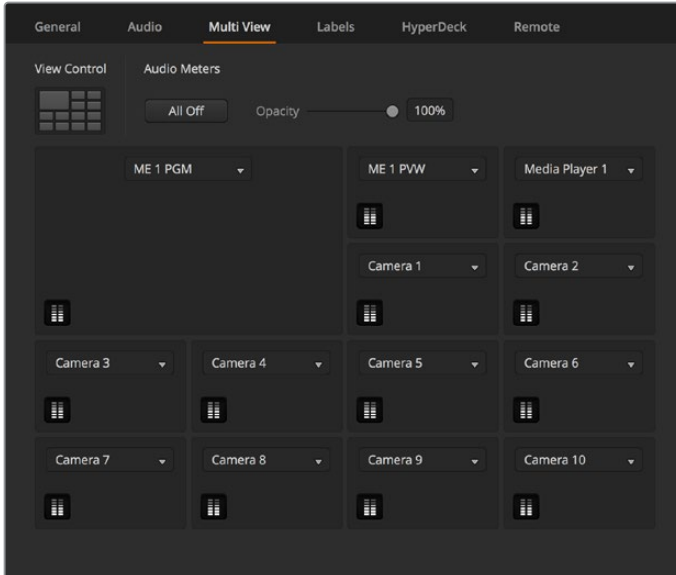 General Audio Multi View Labels HyperDeck Remote
View Control Audio Meters
All Off Opacity 100%
ME 1 PGM ME 1 PVW Media Player 1
Camera 1 Camera 2
Camera 3 Camera 4 Camera 5 Camera 6
Camera 7 Camera 8 Camera 9 Camera 10